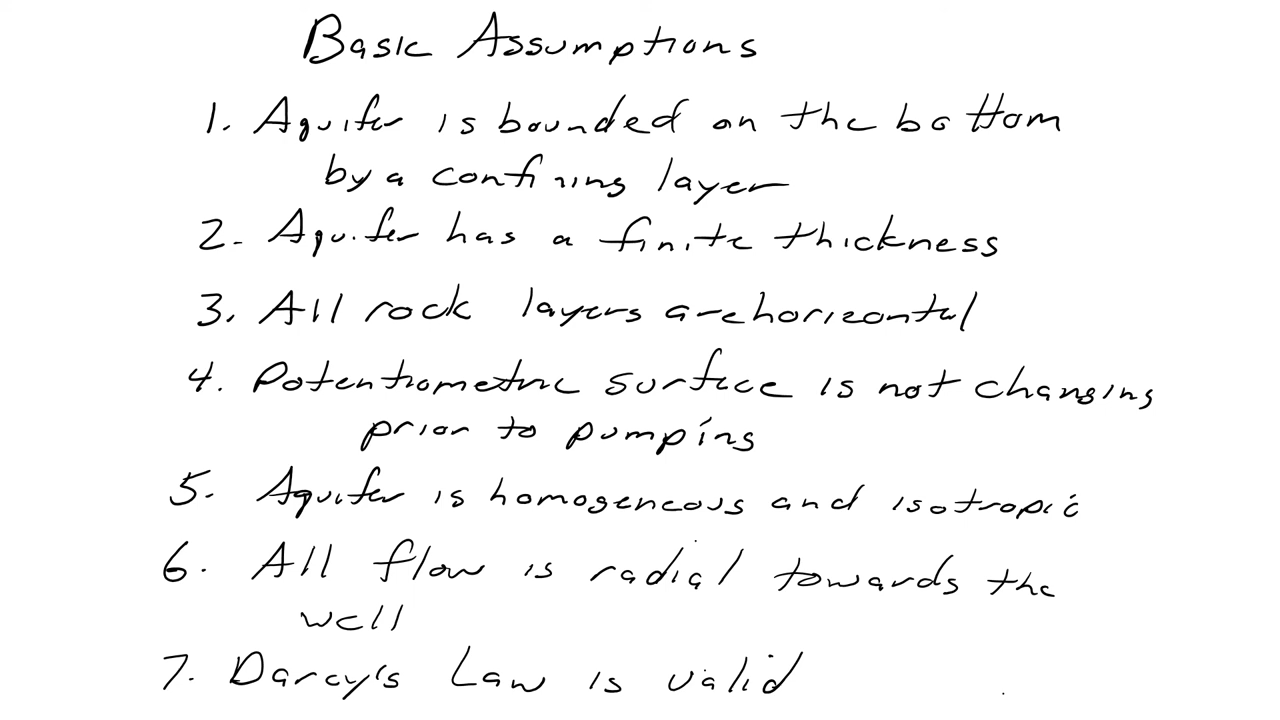 Basic Assumptions
1. Aquifer is bounded on the bottom
by a confining layer
2. Aquifer has a finite thickness
3. All rock layers are horizontal
4. Potentiometric surface is not changing
prior to pumping
5. Aquifer is homogeneous and isotropic
6. All flow is radial towards the
well
7. Darcy's Law is valid